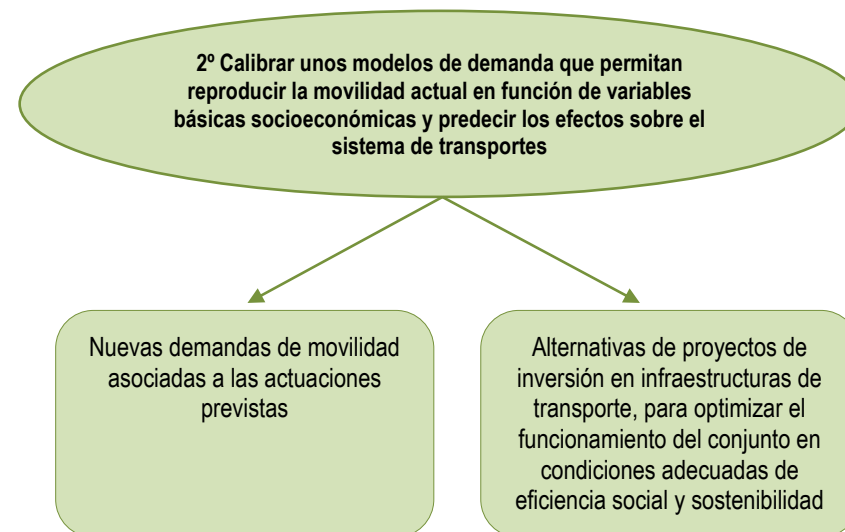 2º Calibrar unos modelos de demanda que permitan
reproducir la movilidad actual en función de variables
básicas socioeconómicas y predecir los efectos sobre el
sistema de transportes
Nuevas demandas de movilidad
asociadas a las actuaciones
previstas
Alternativas de proyectos de
inversión en infraestructuras de
transporte, para optimizar el
funcionamiento del conjunto en
condiciones adecuadas de
eficiencia social y sostenibilidad